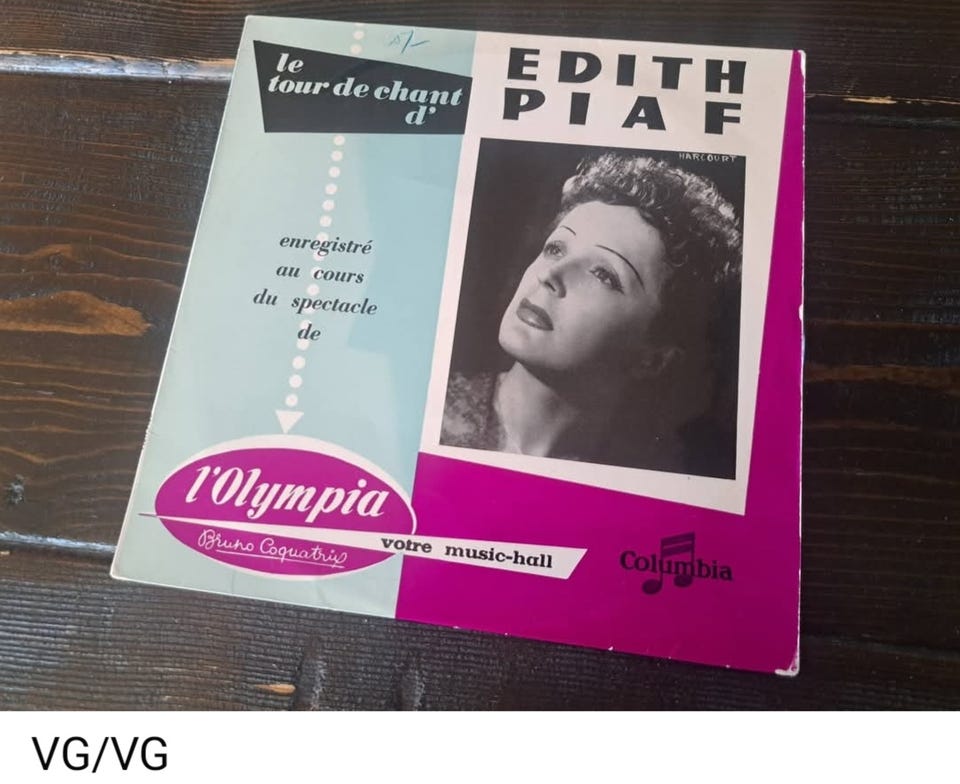 le
tour de chant
d'
EDITH
PIAF
HARCOURT
enregistré
au cours
du spectacle
de
l'Olympia
Bruno Coquatrix
votre music-hall
Columbia
VG/VG